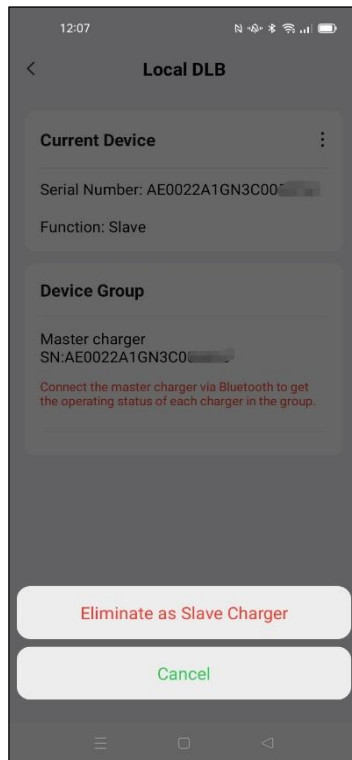 12:07
Local DLB
Current Device
Serial Number: AE0022A1GN3C00
Function: Slave
Device Group
Master charger
SN:AE0022A1GN3C0
Connect the master charger via Bluetooth to get
the operating status of each charger in the group.
Eliminate as Slave Charger
Cancel